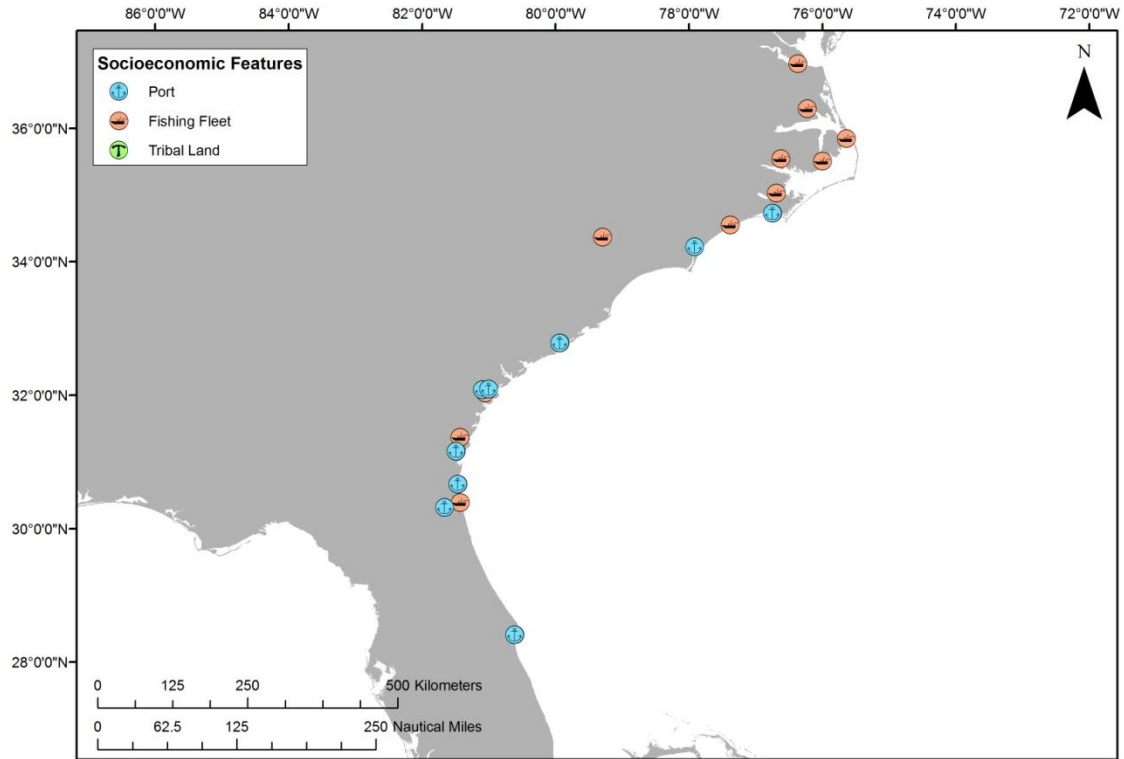 86°0'0"W 84°0'0"W 82°0'0"W 80°0'0"W 78°0'0"W 76°0'0"W 74°0'0"W 72°0'0"W
Socioeconomic Features
Port
Fishing Fleet
Tribal Land
N
36°0'0"N
34°0'0"N
32°0'0"N
30°0'0"N
28°0'0"N
0 125 250 500 Kilometers
0 62.5 125 250 Nautical Miles